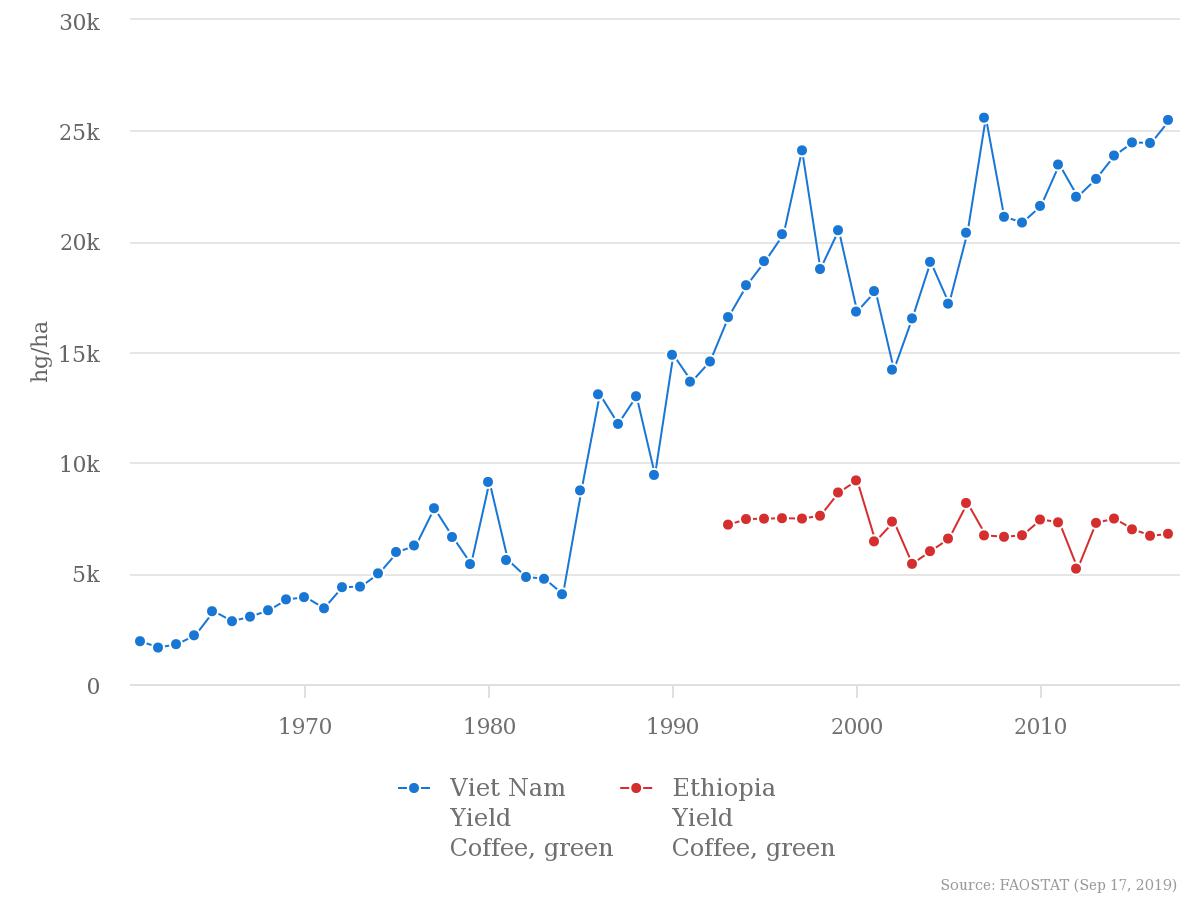 30k
25k
20k
15k
10k
5k
0
hg/ha
1970 1980 1990 2000 2010
Viet Nam Ethiopia
Yield Yield
Coffee, green Coffee, green
Source: FAOSTAT (Sep 17, 2019)